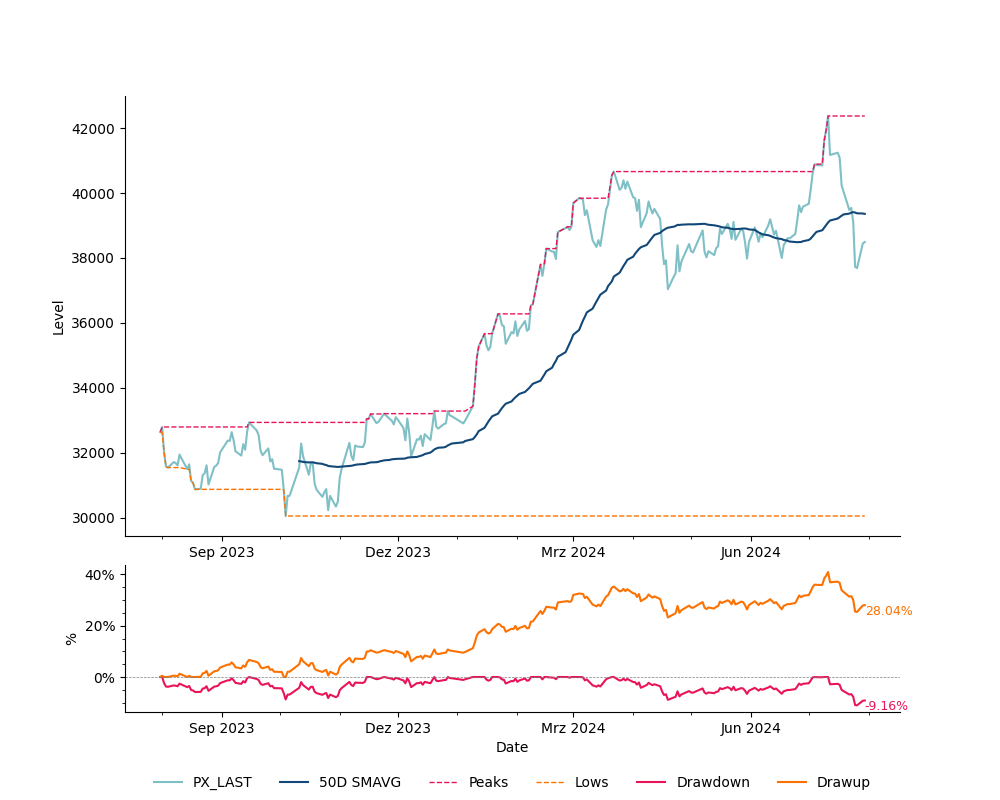 42000
40000
38000
36000
34000
32000
30000
Level
Sep 2023 Dez 2023 Mrz 2024 Jun 2024
40%
20%
0%
%
28.04%
-9.16%
Sep 2023 Dez 2023 Mrz 2024 Jun 2024
Date
PX_LAST 50D SMAVG Peaks Lows Drawdown Drawup